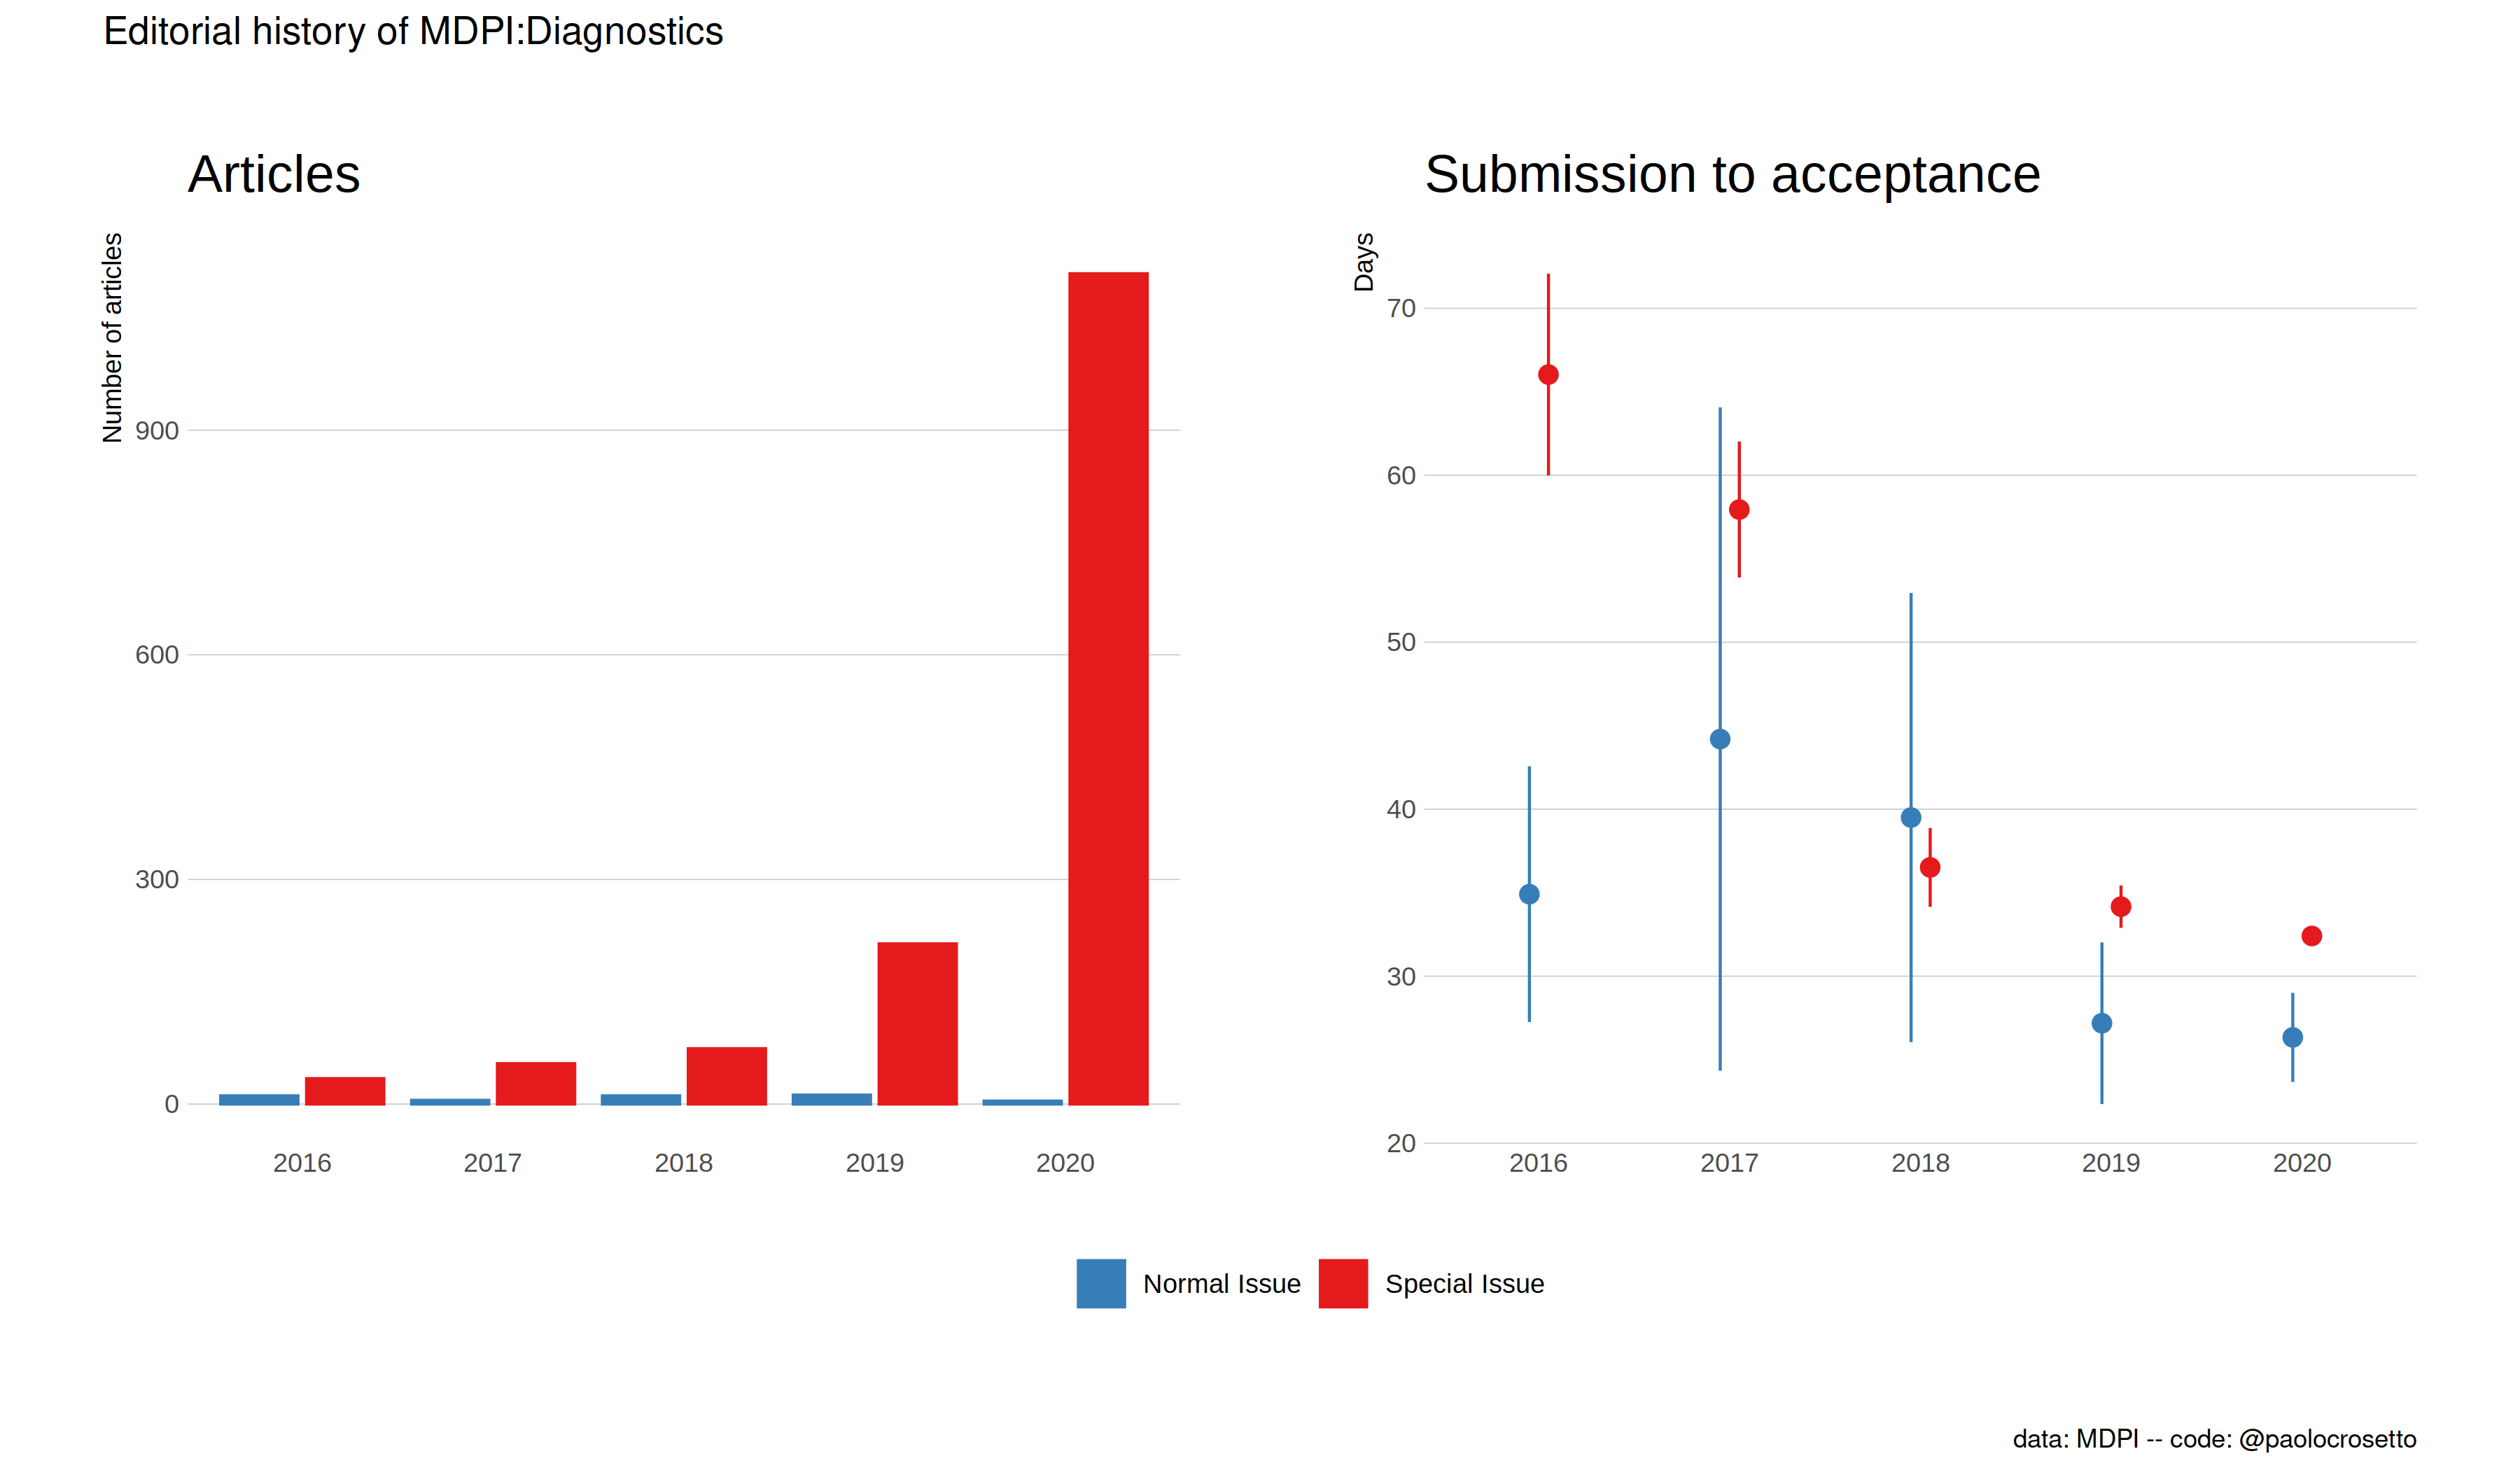 Editorial history of MDPI:Diagnostics
Articles
Number of articles
900
600
300
0
2016 2017 2018 2019 2020
Submission to acceptance
Days
70
60
50
40
30
20
2016 2017 2018 2019 2020
Normal Issue Special Issue
data: MDPI -- code: @paolocrosetto